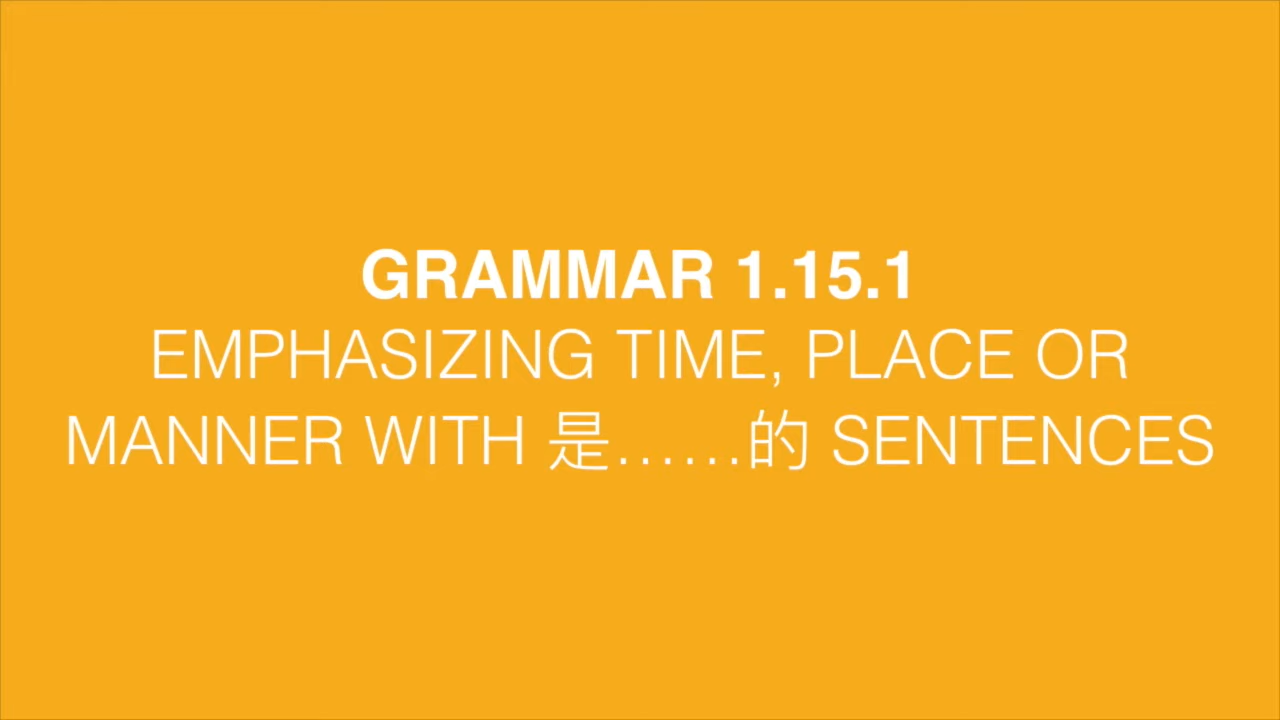 GRAMMAR 1.15.1
EMPHASIZING TIME, PLACE OR
MANNER WITH 是……的 SENTENCES